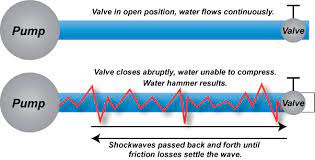 Valve in open position, water flows continuously.
Pump
Valve
Valve closes abruptly, water unable to compress.
Water hammer results.
Pump
Valve
Shockwaves passed back and forth until
friction losses settle the wave.